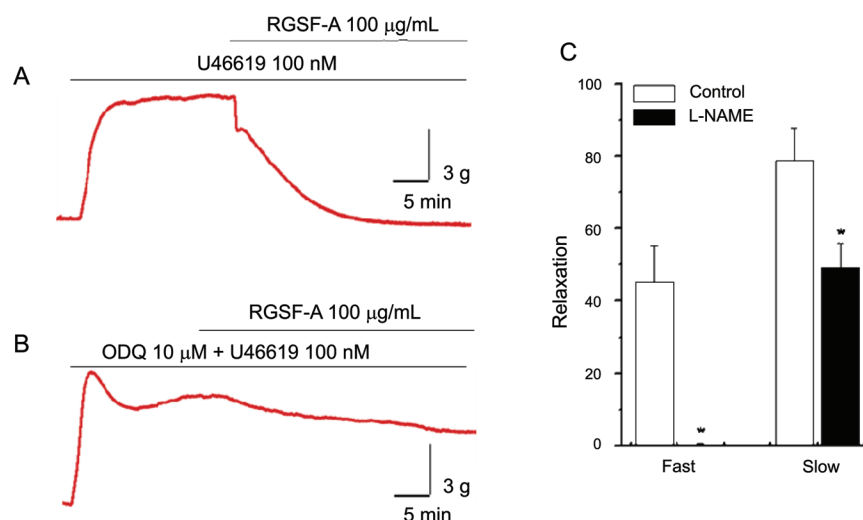 A
RGSF-A 100 μg/mL
U46619 100 nM
3 g
5 min
B
RGSF-A 100 μg/mL
ODQ 10 μM + U46619 100 nM
3 g
5 min
C
Control
L-NAME
Relaxation
100
80
60
40
20
0
*
*
Fast
Slow